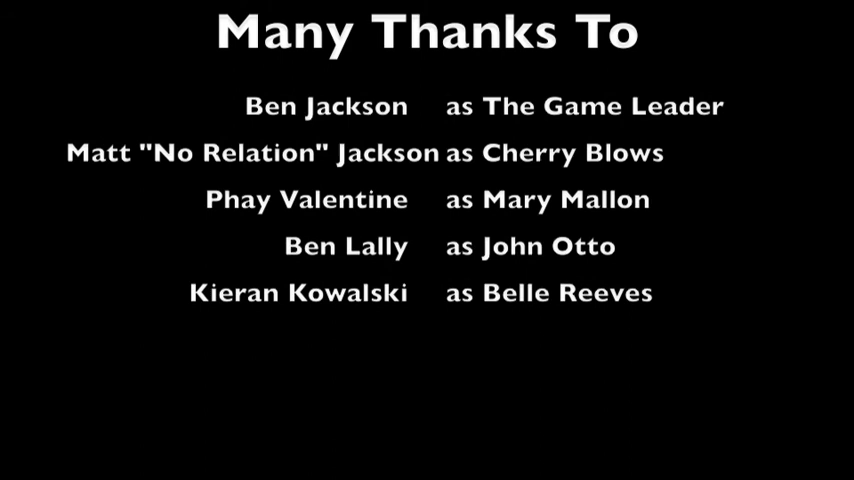 Many Thanks To
Ben Jackson as The Game Leader
Matt "No Relation" Jackson as Cherry Blows
Phay Valentine as Mary Mallon
Ben Lally as John Otto
Kieran Kowalski as Belle Reeves